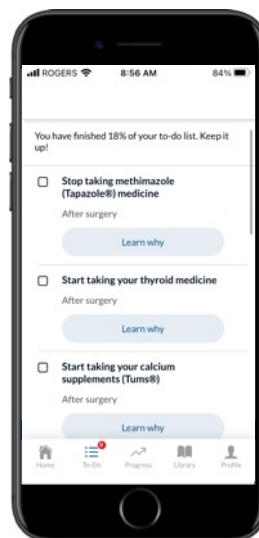 ROGERS 8:56 AM 84%
You have finished 18% of your to-do list. Keep it
up!
Stop taking methimazole
(Tapazole®) medicine
After surgery
Learn why
Start taking your thyroid medicine
After surgery
Learn why
Start taking your calcium
supplements (Tums®)
After surgery
Learn why
9
Home To-Do Progress Library Profile